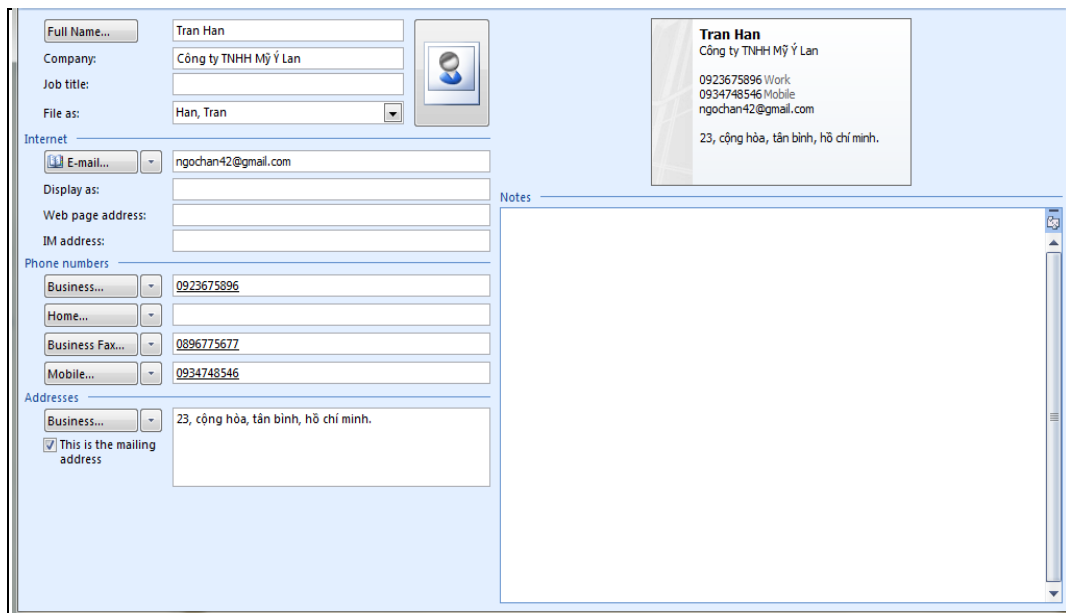 Full Name... Tran Han
Company: Công ty TNHH Mỹ Ý Lan
Job title:
File as: Han, Tran
Internet
E-mail... ngochan42@gmail.com
Display as:
Web page address:
IM address:
Phone numbers
Business... 0923675896
Home...
Business Fax... 0896775677
Mobile... 0934748546
Addresses
Business... 23, cộng hòa, tân bình, hồ chí minh.
This is the mailing
address
Tran Han
Công ty TNHH Mỹ Ý Lan
0923675896 Work
0934748546 Mobile
ngochan42@gmail.com
23, cộng hòa, tân bình, hồ chí minh.
Notes